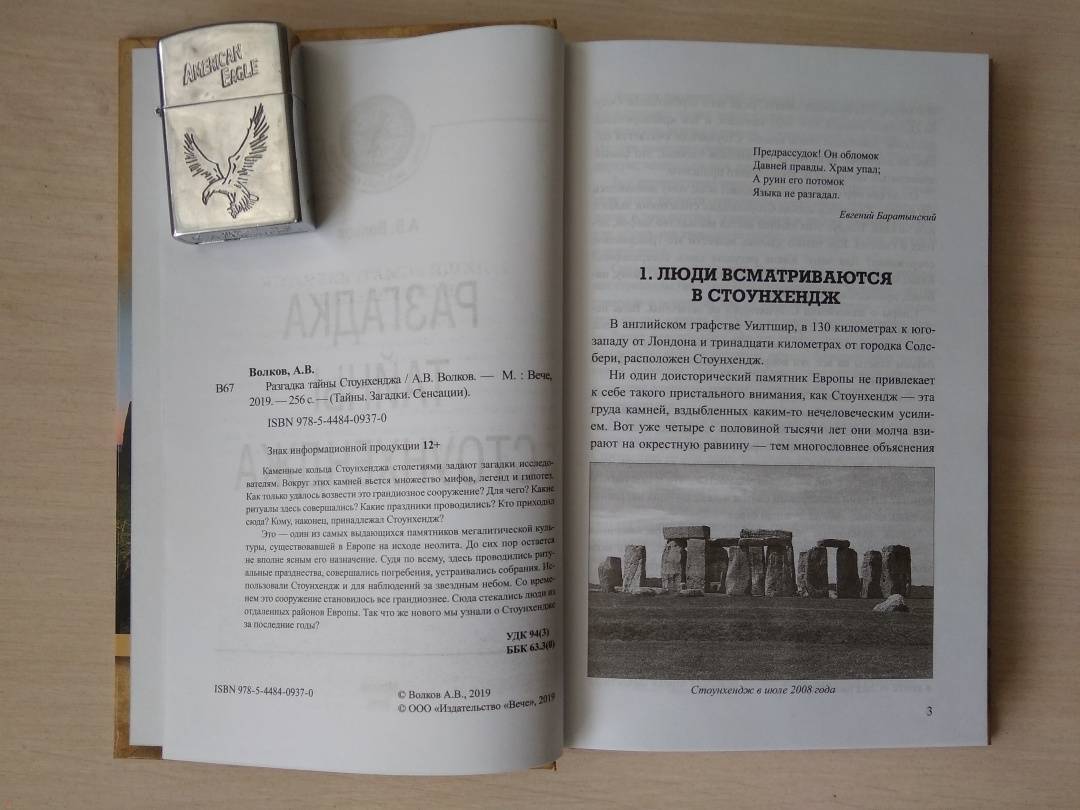 AMERICAN
EAGLE
Волков, А.В.
В67
Разгадка тайны Стоунхенджа / А.В. Волков. — М. : Вече,
2019. — 256 с. — (Тайны. Загадки. Сенсации).
ISBN 978-5-4484-0937-0
Знак информационной продукции 12+
Каменные кольца Стоунхенджа столетиями задают загадки исследо-
вателям. Вокруг этих камней вьется множество мифов, легенд и гипотез.
Как только удалось возвести это грандиозное сооружение? Для чего? Какие
ритуалы здесь совершались? Какие праздники проводились? Кто приходил
сюда? Кому, наконец, принадлежал Стоунхендж?
Это — один из самых выдающихся памятников мегалитической куль-
туры, существовавшей в Европе на исходе неолита. До сих пор остается
не вполне ясным его назначение. Судя по всему, здесь проводились риту-
альные празднества, совершались погребения, устраивались собрания. Ис-
пользовали Стоунхендж и для наблюдений за звездным небом. Со време-
нем это сооружение становилось все грандиознее. Сюда стекались люди из
отдаленных районов Европы. Так что же нового мы узнали о Стоунхендже
за последние годы?
УДК 94(3)
ББК 63.3(0)
ISBN 978-5-4484-0937-0
© Волков А.В., 2019
© ООО «Издательство «Вече», 2019
Предрассудок! Он обломок
Давней правды. Храм упал;
А руин его потомок
Языка не разгадал.
Евгений Баратынский
1. ЛЮДИ ВСМАТРИВАЮТСЯ
В СТОУНХЕНДЖ
В английском графстве Уилтшир, в 130 километрах к юго-
западу от Лондона и тринадцати километрах от городка Солс-
бери, расположен Стоунхендж.
Ни один доисторический памятник Европы не привлекает
к себе такого пристального внимания, как Стоунхендж — эта
груда камней, вздыбленных каким-то нечеловеческим усили-
ем. Вот уже четыре с половиной тысячи лет они молча взи-
рают на окрестную равнину — тем многословнее объяснения
Стоунхендж в июле 2008 года
3